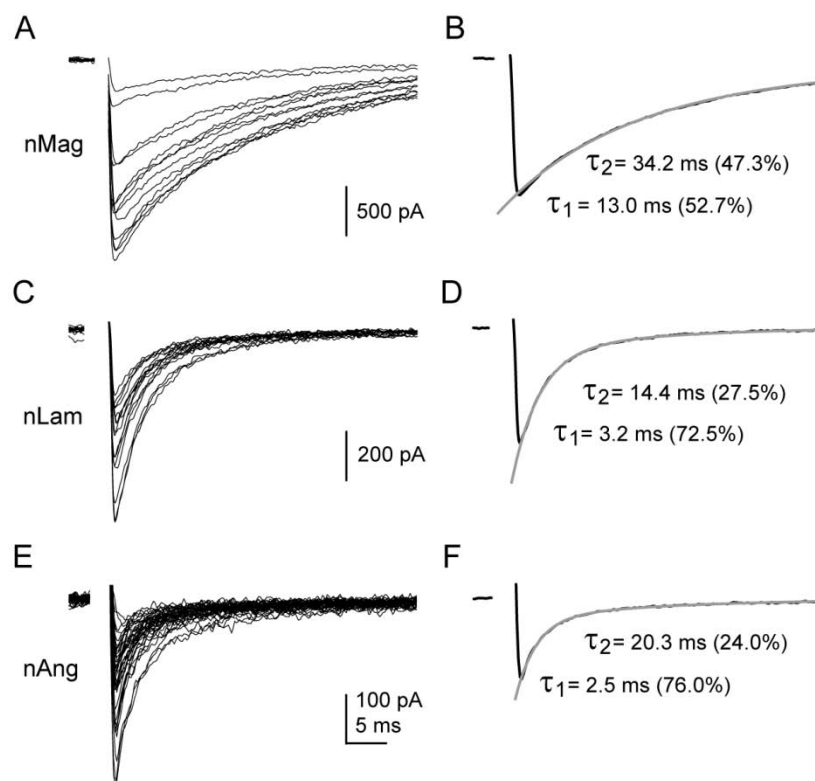 A
B
nMag
500 pA
τ2 = 34.2 ms (47.3%)
τ1 = 13.0 ms (52.7%)
C
D
nLam
200 pA
τ2 = 14.4 ms (27.5%)
τ1 = 3.2 ms (72.5%)
E
F
nAng
100 pA
5 ms
τ2 = 20.3 ms (24.0%)
τ1 = 2.5 ms (76.0%)